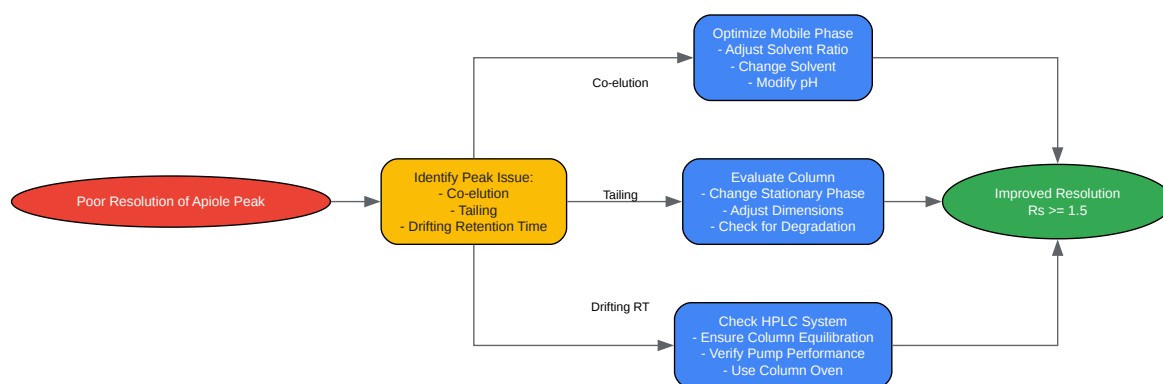 Poor Resolution of Apiole Peak
Identify Peak Issue:
- Co-elution
- Tailing
- Drifting Retention Time
Co-elution
Optimize Mobile Phase
- Adjust Solvent Ratio
- Change Solvent
- Modify pH
Tailing
Evaluate Column
- Change Stationary Phase
- Adjust Dimensions
- Check for Degradation
Drifting RT
Check HPLC System
- Ensure Column Equilibration
- Verify Pump Performance
- Use Column Oven
Improved Resolution
Rs >= 1.5